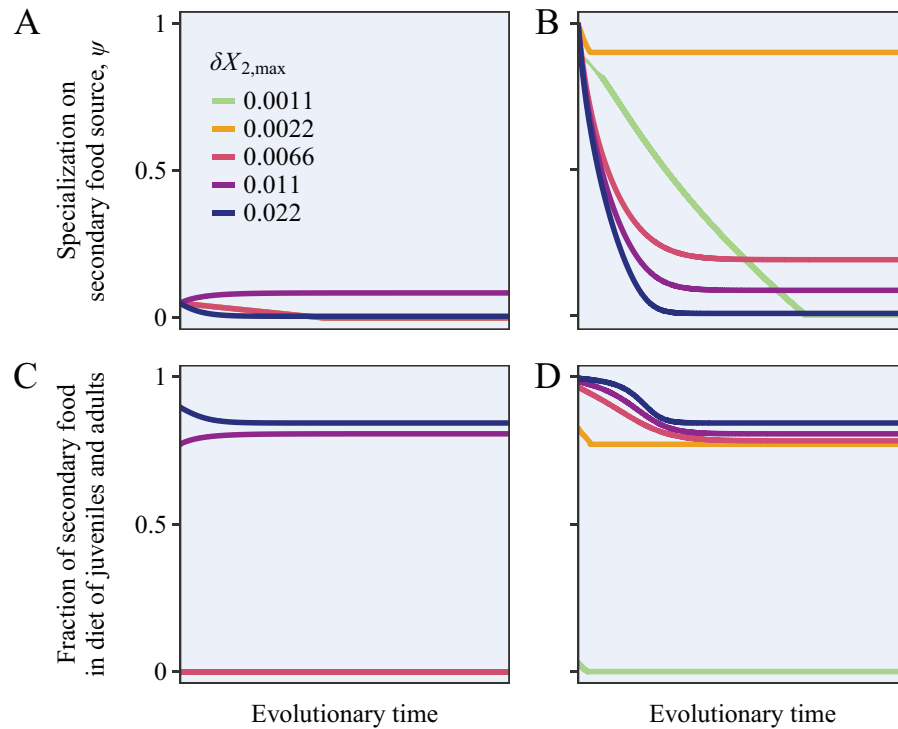 A
B
Specialization on
secondary food source, ψ
1
0.5
0
δX2,max
0.0011
0.0022
0.0066
0.011
0.022
C
D
Fraction of secondary food
in diet of juveniles and adults
1
0.5
0
Evolutionary time
Evolutionary time